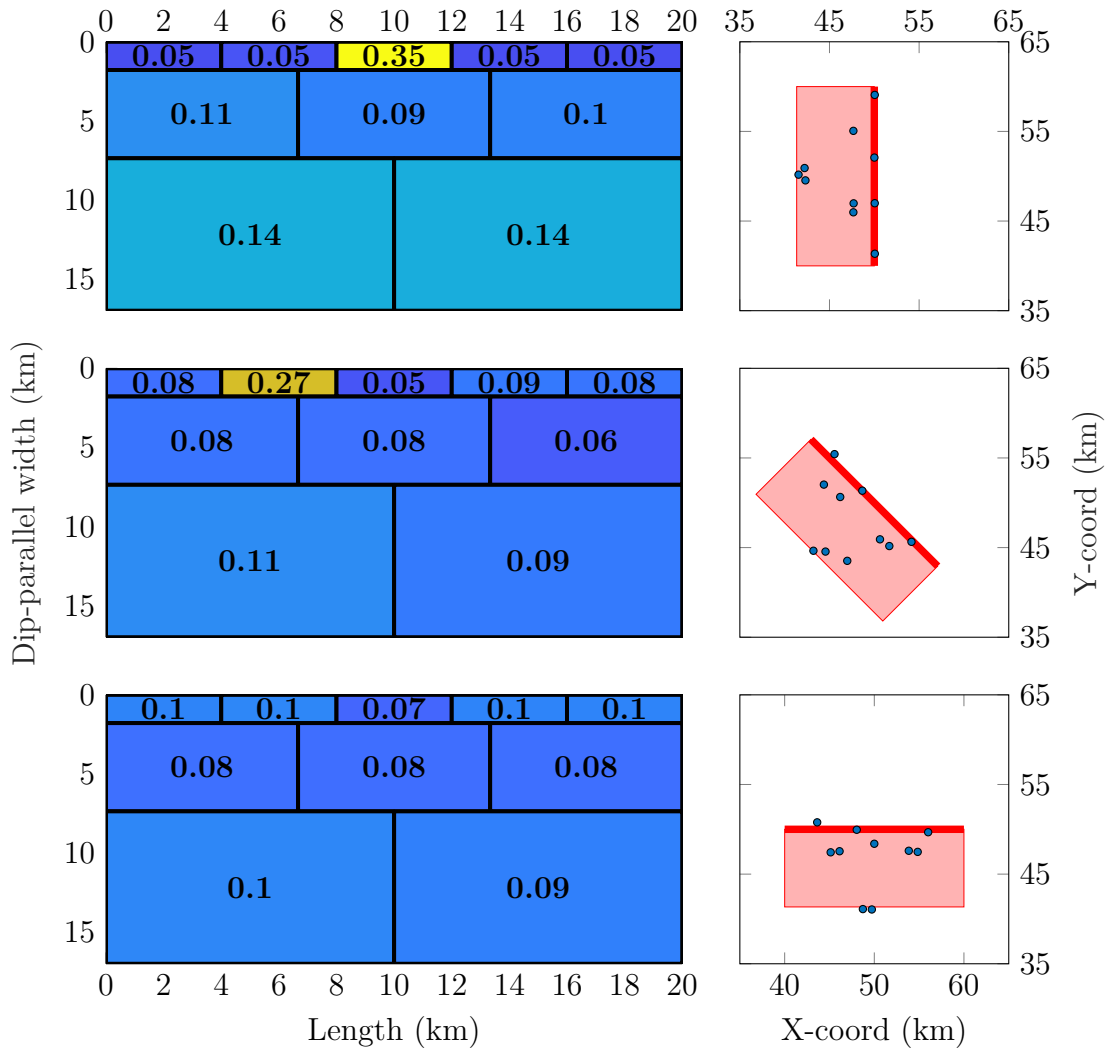 0 2 4 6 8 10 12 14 16 18 20
35 45 55 65
0 0.05 0.05 0.35 0.05 0.05 65
5 0.11 0.09 0.1 55
10 0.14 0.14 45
15 35
0 0.08 0.27 0.05 0.09 0.08 65
5 0.08 0.08 0.06 55
10 0.11 0.09 45
15 35
0 0.1 0.1 0.07 0.1 0.1 65
5 0.08 0.08 0.08 55
10 0.1 0.09 45
15 35
0 2 4 6 8 10 12 14 16 18 20
40 50 60
Length (km)
X-coord (km)
Dip-parallel width (km)
Y-coord (km)